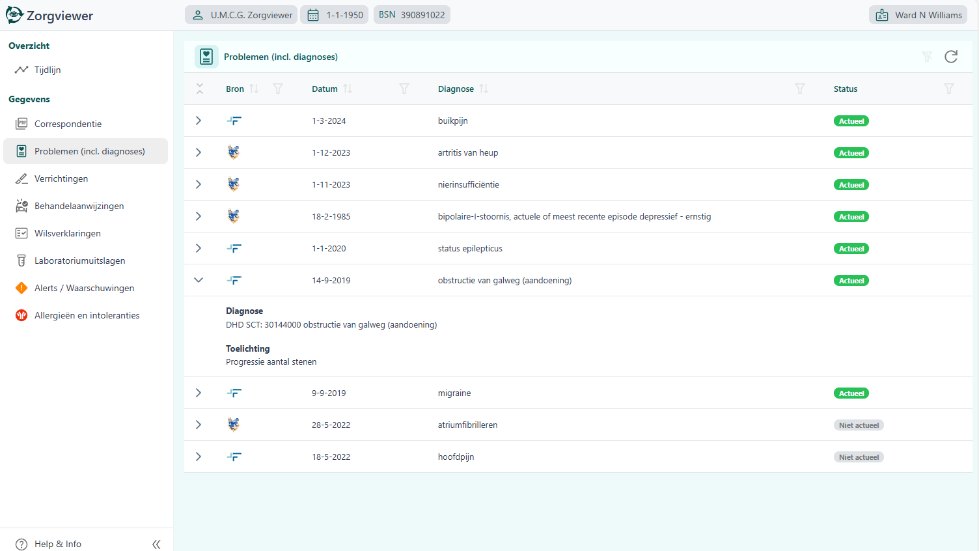 Zorgviewer
U.M.C.G. Zorgviewer 1-1-1950 BSN 390891022 Ward N Williams
Overzicht
Tijdlijn
Gegevens
Correspondentie
Problemen (incl. diagnoses)
Verrichtingen
Behandelaanwijzingen
Wilsverklaringen
Laboratoriumuitslagen
Alerts / Waarschuwingen
Allergieën en intoleranties
Help & Info
Problemen (incl. diagnoses)
Bron Datum Diagnose Status
1-3-2024 buikpijn Actueel
1-12-2023 artritis van heup Actueel
1-11-2023 nierinsufficiëntie Actueel
18-2-1985 bipolaire-I-stoornis, actuele of meest recente episode depressief - ernstig Actueel
1-1-2020 status epilepticus Actueel
14-9-2019 obstructie van galweg (aandoening) Actueel
Diagnose
DHD SCT: 30144000 obstructie van galweg (aandoening)
Toelichting
Progressie aantal stenen
9-9-2019 migraine Actueel
28-5-2022 atriumfibrilleren Niet actueel
18-5-2022 hoofdpijn Niet actueel